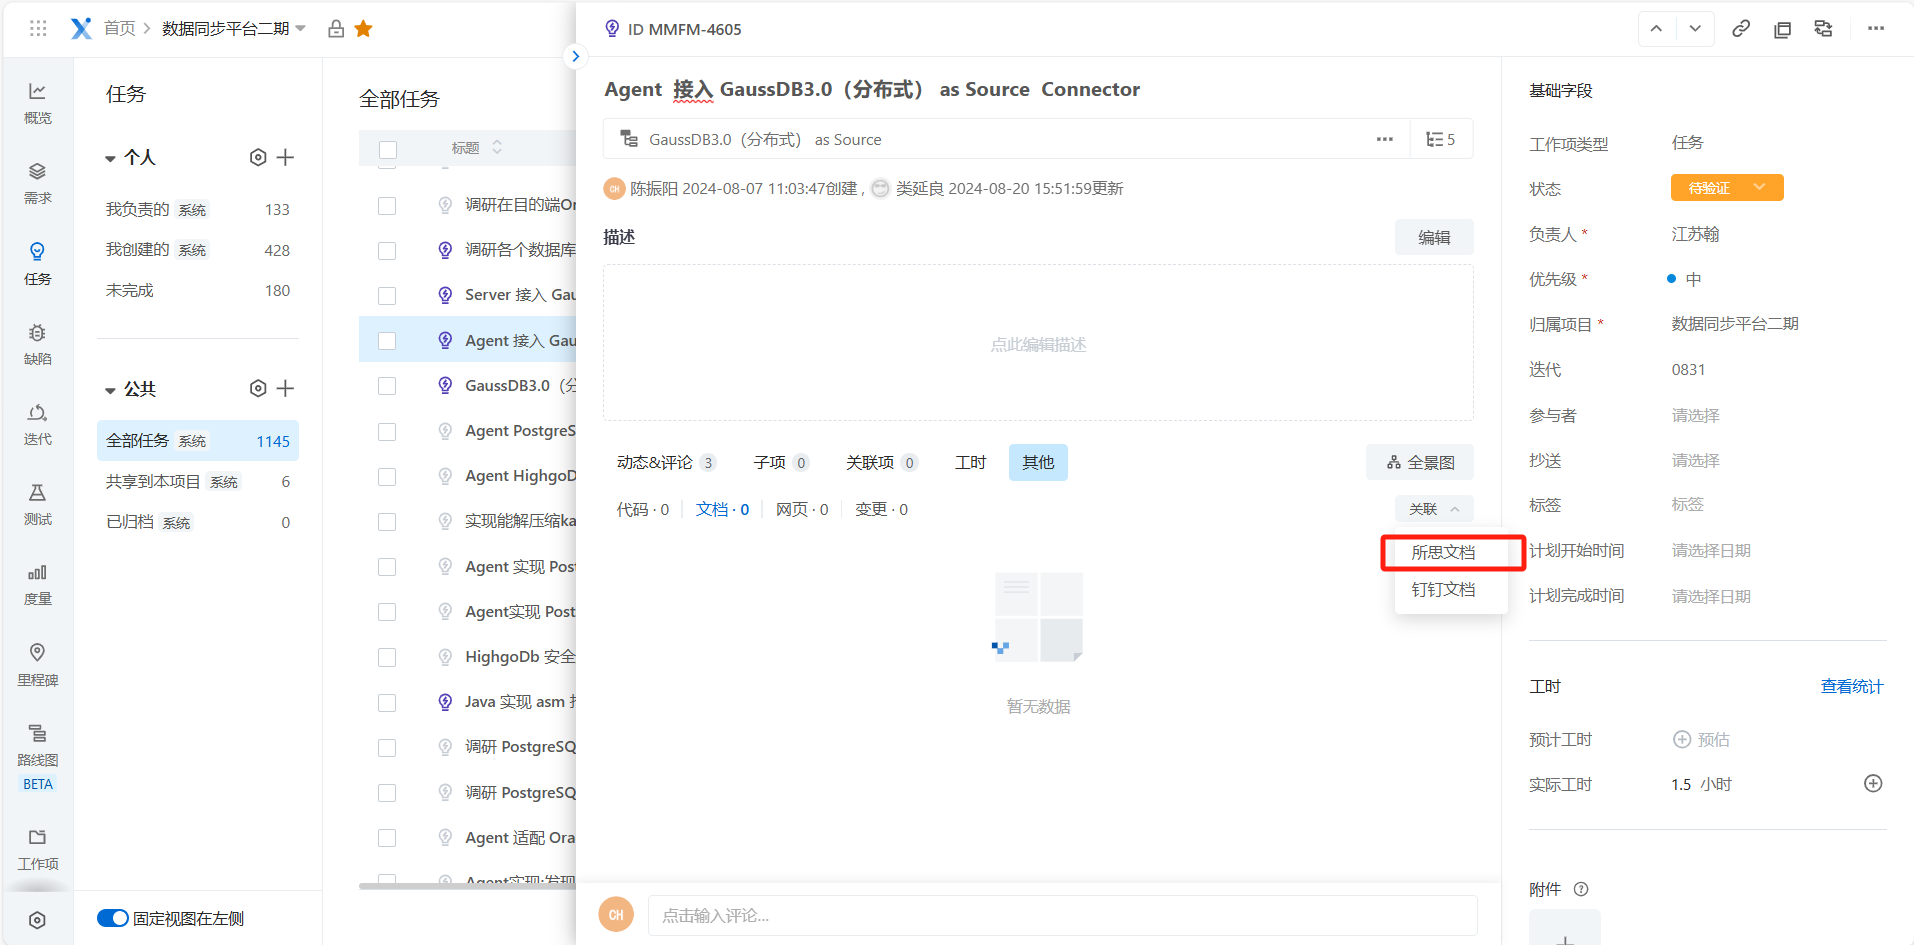 首页 > 数据同步平台二期
ID MMFM-4605
概览
需求
任务
缺陷
迭代
测试
度量
里程碑
路线图
BETA
工作项
任务
个人
我负责的 系统 133
我创建的 系统 428
未完成 180
公共
全部任务 系统 1145
共享到本项目 系统 6
已归档 系统 0
固定视图在左侧
全部任务
标题
调研在目的端Or
调研各个数据库
Server 接入 Gau
Agent 接入 Gau
GaussDB3.0（分
Agent PostgreS
Agent HighgoD
实现能解压缩ka
Agent 实现 Post
Agent实现 Post
HighgoDb 安全
Java 实现 asm 打
调研 PostgreSQ
调研 PostgreSQ
Agent 适配 Ora
Agent实现:发现
Agent 接入 GaussDB3.0（分布式） as Source Connector
GaussDB3.0（分布式） as Source
5
CH 陈振阳 2024-08-07 11:03:47创建 , 类延良 2024-08-20 15:51:59更新
描述
编辑
点此编辑描述
动态&评论 3 子项 0 关联项 0 工时 其他
全景图
代码 · 0 文档 · 0 网页 · 0 变更 · 0
关联
所思文档
钉钉文档
暂无数据
CH
点击输入评论...
基础字段
工作项类型 任务
状态 待验证
负责人 * 江苏翰
优先级 * 中
归属项目 * 数据同步平台二期
迭代 0831
参与者 请选择
抄送 请选择
标签 标签
计划开始时间 请选择日期
计划完成时间 请选择日期
工时 查看统计
预计工时 预估
实际工时 1.5 小时
附件